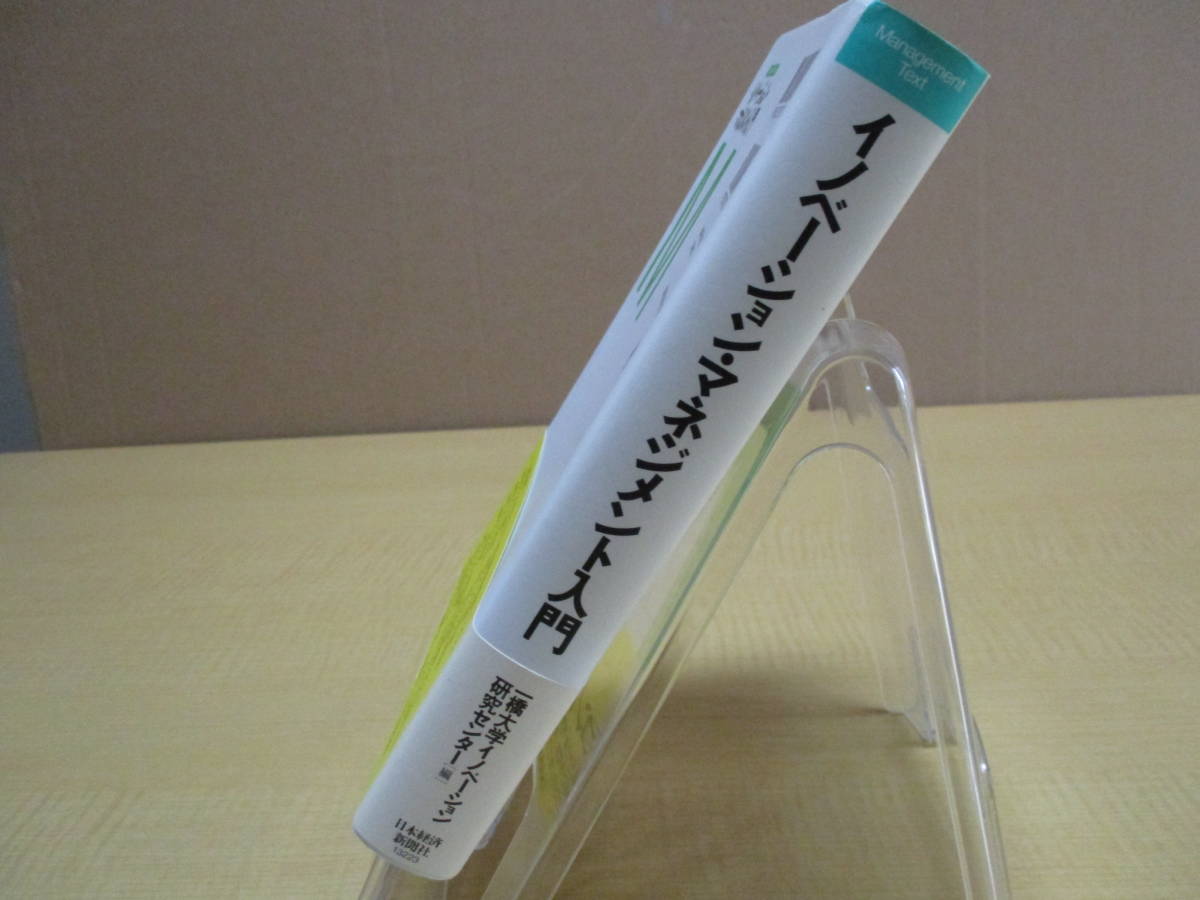 Management
Text
イノベーション・マネジメント入門
一橋大学イノベーション
研究センター[編]
日本経済
新聞社
13223